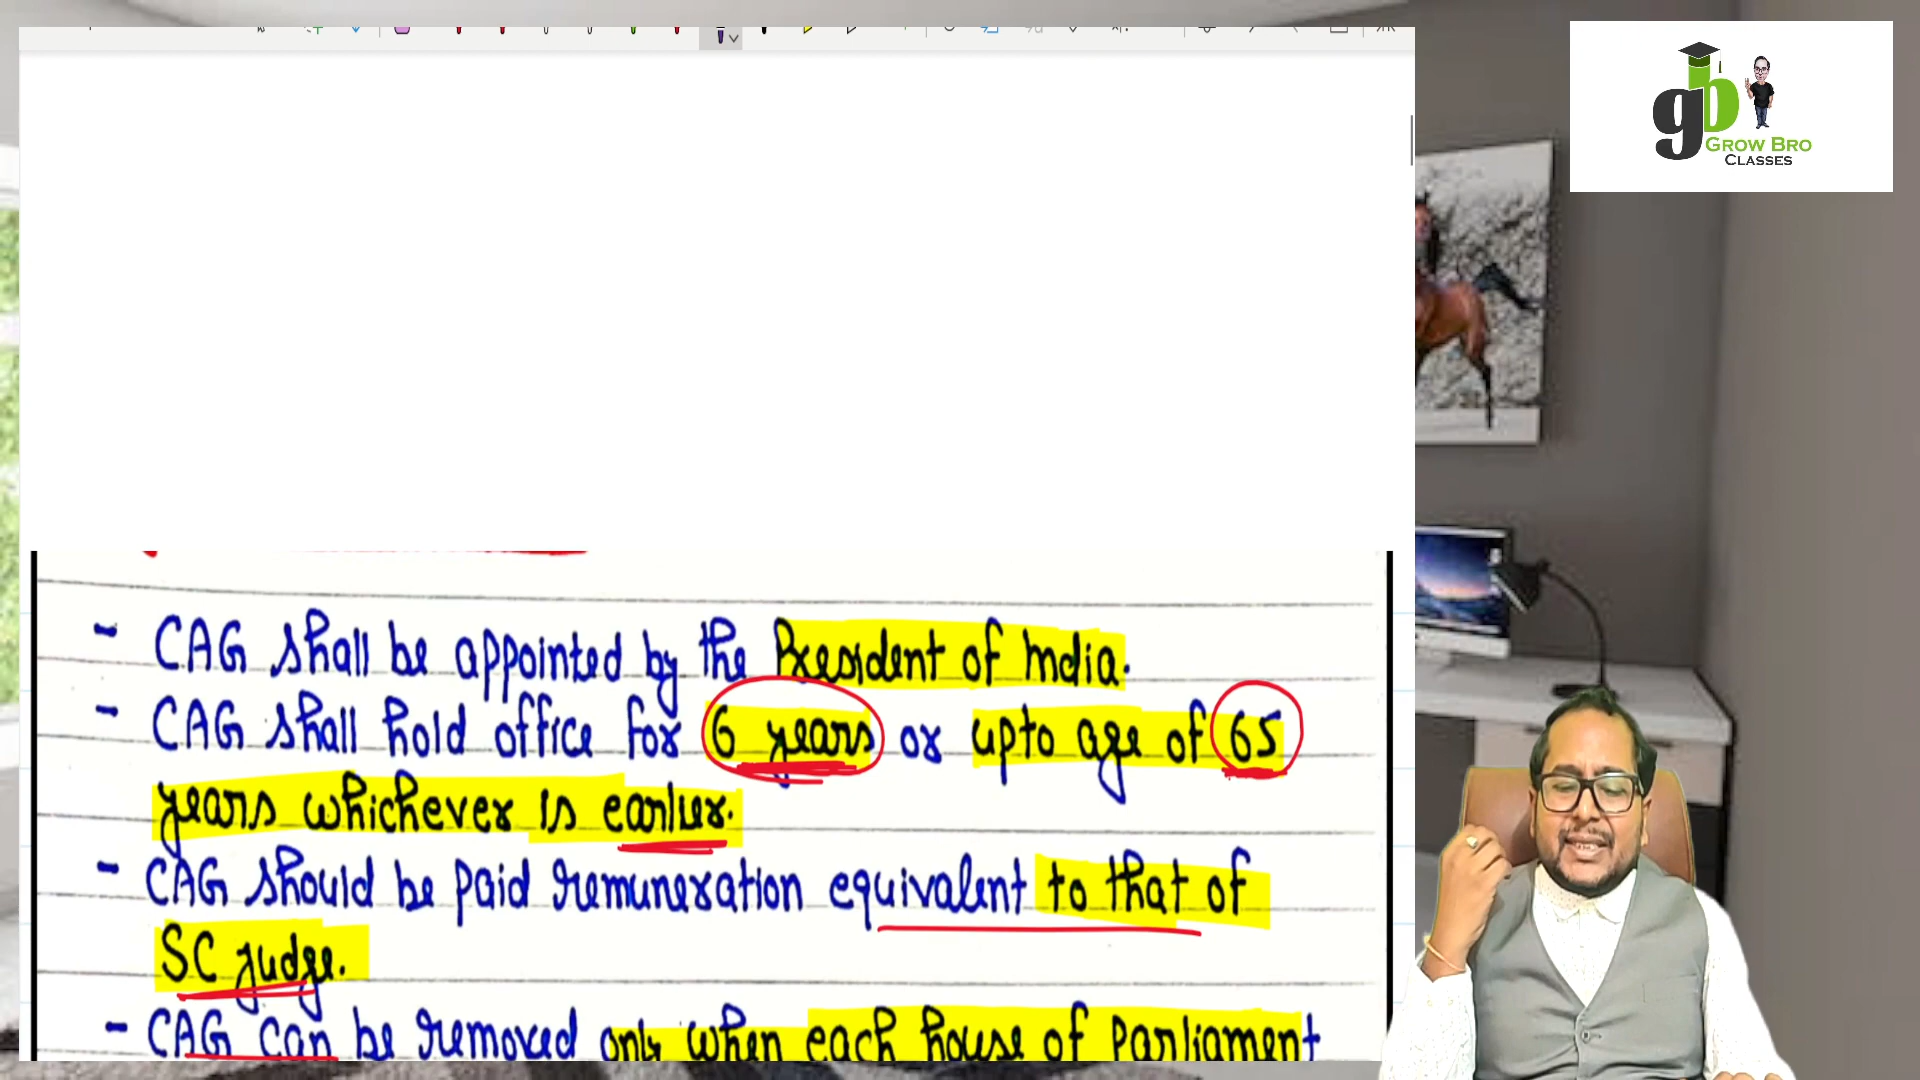 gb
GROW BRO
CLASSES
- CAG shall be appointed by the President of India.
- CAG shall hold office for 6 years or upto age of 65
years whichever is earlier.
- CAG should be paid remuneration equivalent to that of
SC judge.
- CAG can be removed only when each house of Parliament